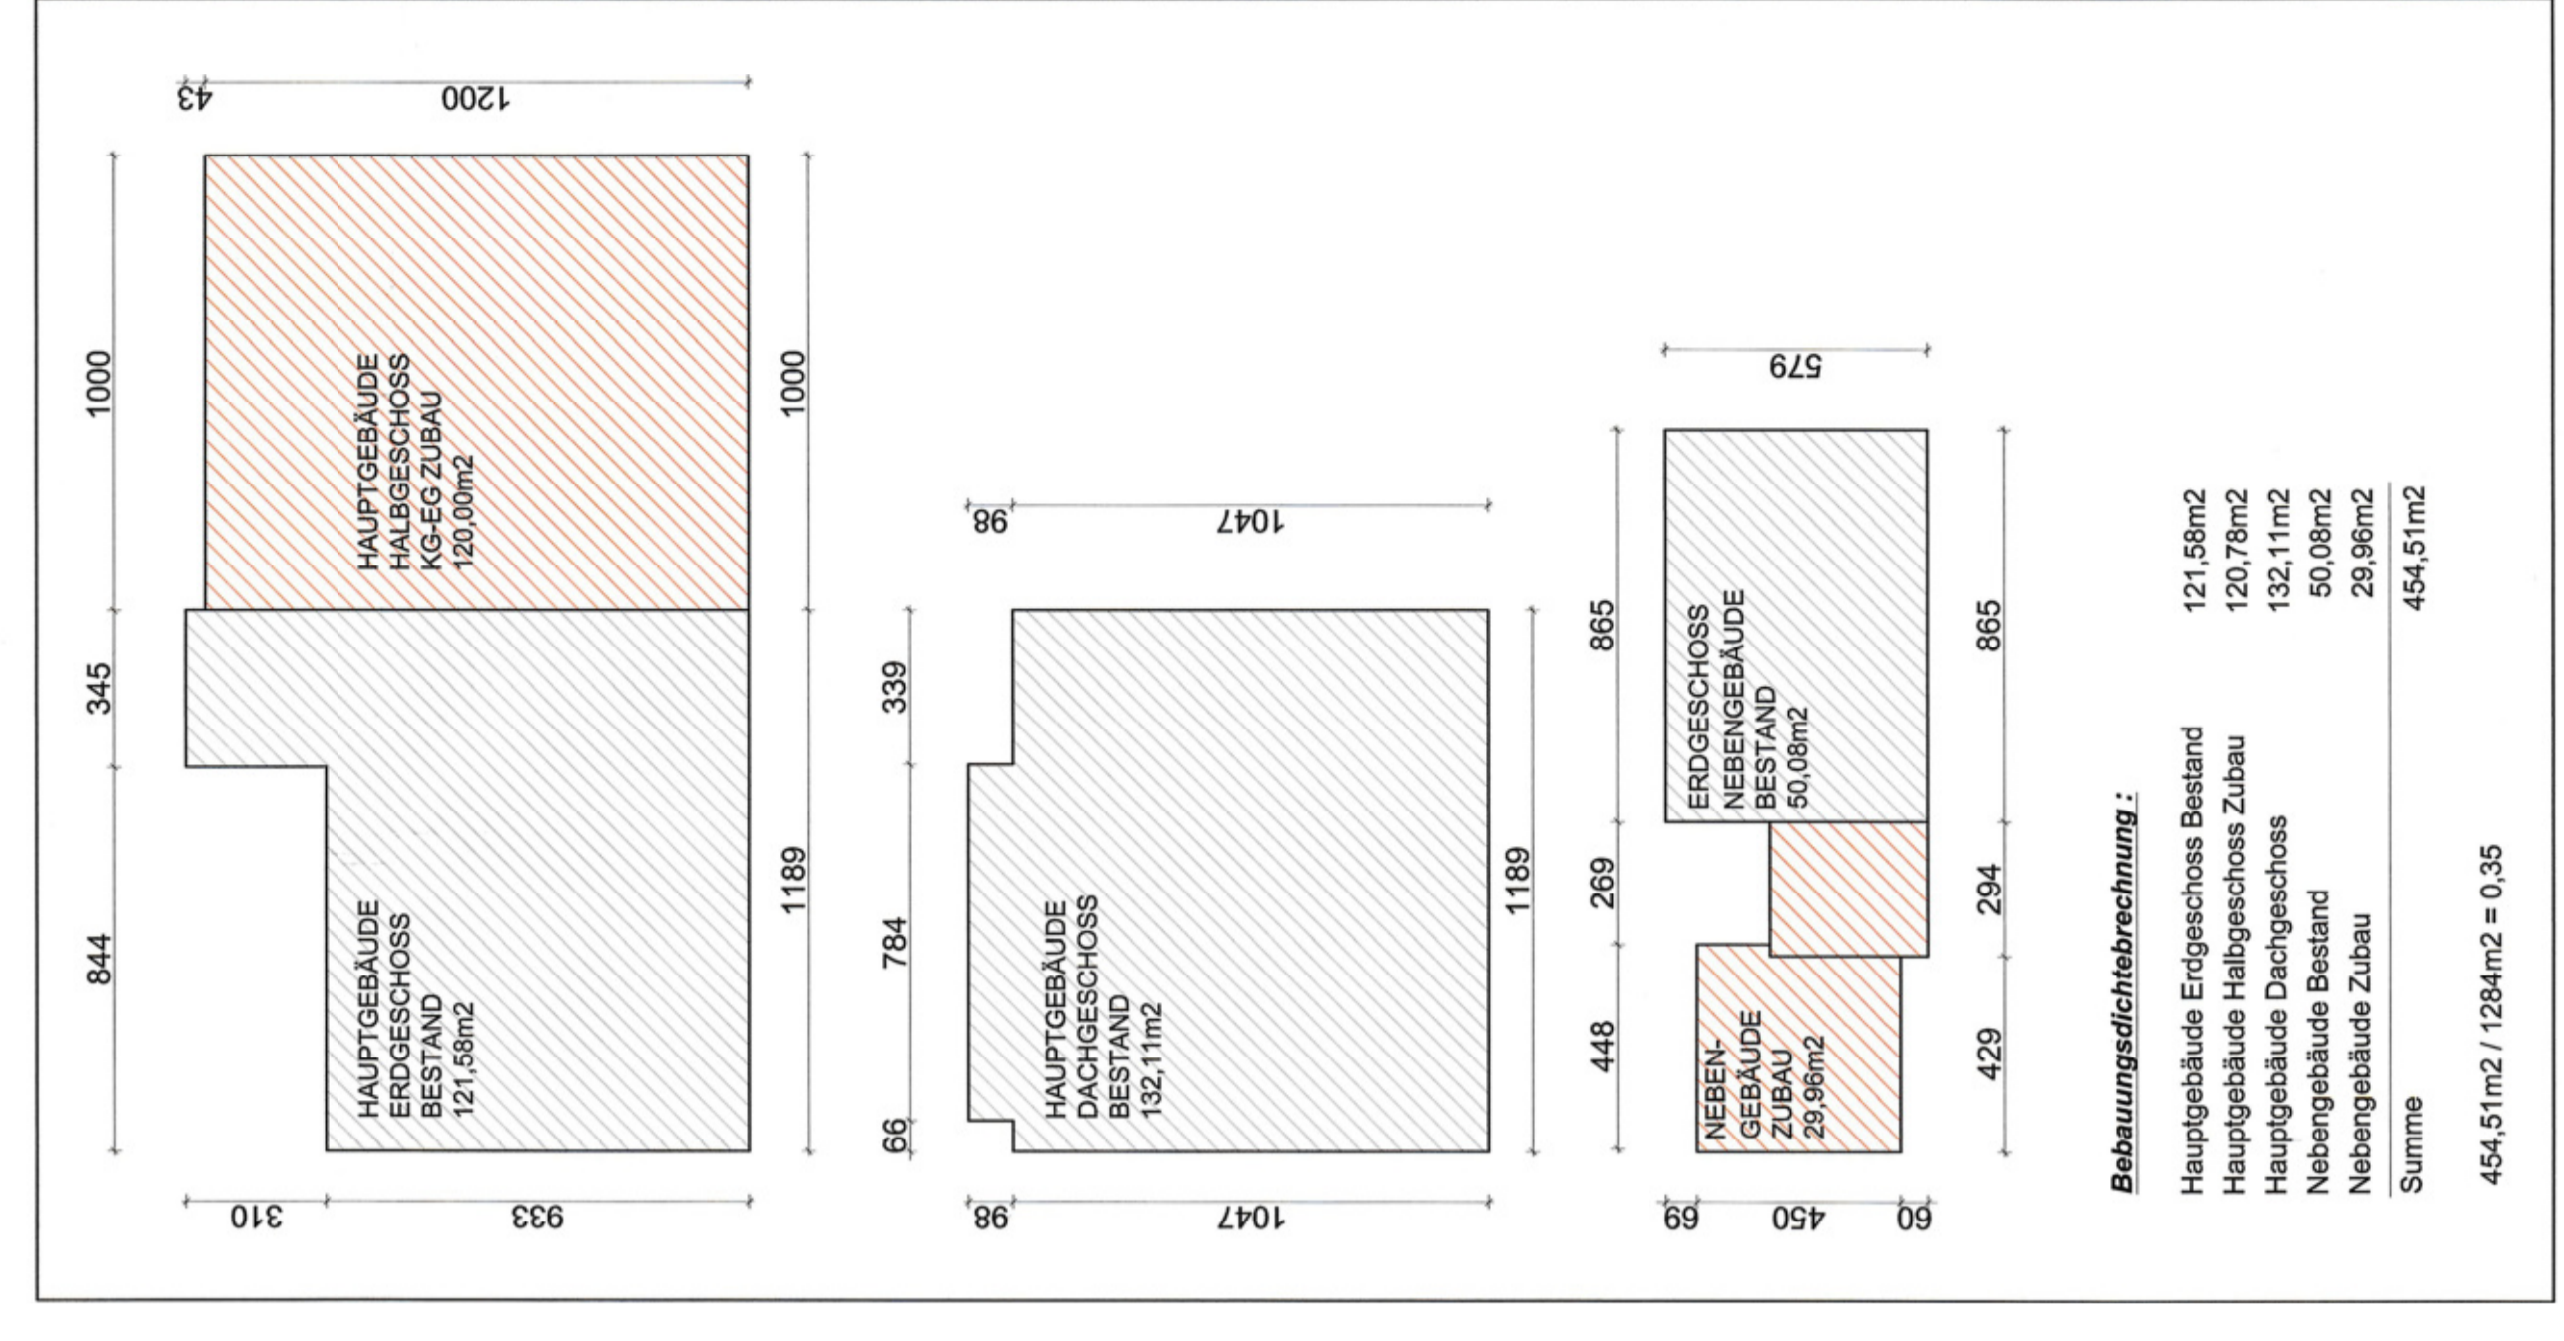 844
345
1000
43
1200
310
933
HAUPTGEBÄUDE
ERDGESCHOSS
BESTAND
121,58m2
HAUPTGEBÄUDE
HALBGESCHOSS
KG-EG ZUBAU
120,00m2
1189
1000
66
784
339
98
1047
98
1047
HAUPTGEBÄUDE
DACHGESCHOSS
BESTAND
132,11m2
1189
448
269
865
579
69
450
60
NEBEN-
GEBÄUDE
ZUBAU
29,96m2
ERDGESCHOSS
NEBENGEBÄUDE
BESTAND
50,08m2
429
294
865
Bebauungsdichtebrechnung :
Hauptgebäude Erdgeschoss Bestand 121,58m2
Hauptgebäude Halbgeschoss Zubau 120,78m2
Hauptgebäude Dachgeschoss 132,11m2
Nebengebäude Bestand 50,08m2
Nebengebäude Zubau 29,96m2
Summe 454,51m2
454,51m2 / 1284m2 = 0,35